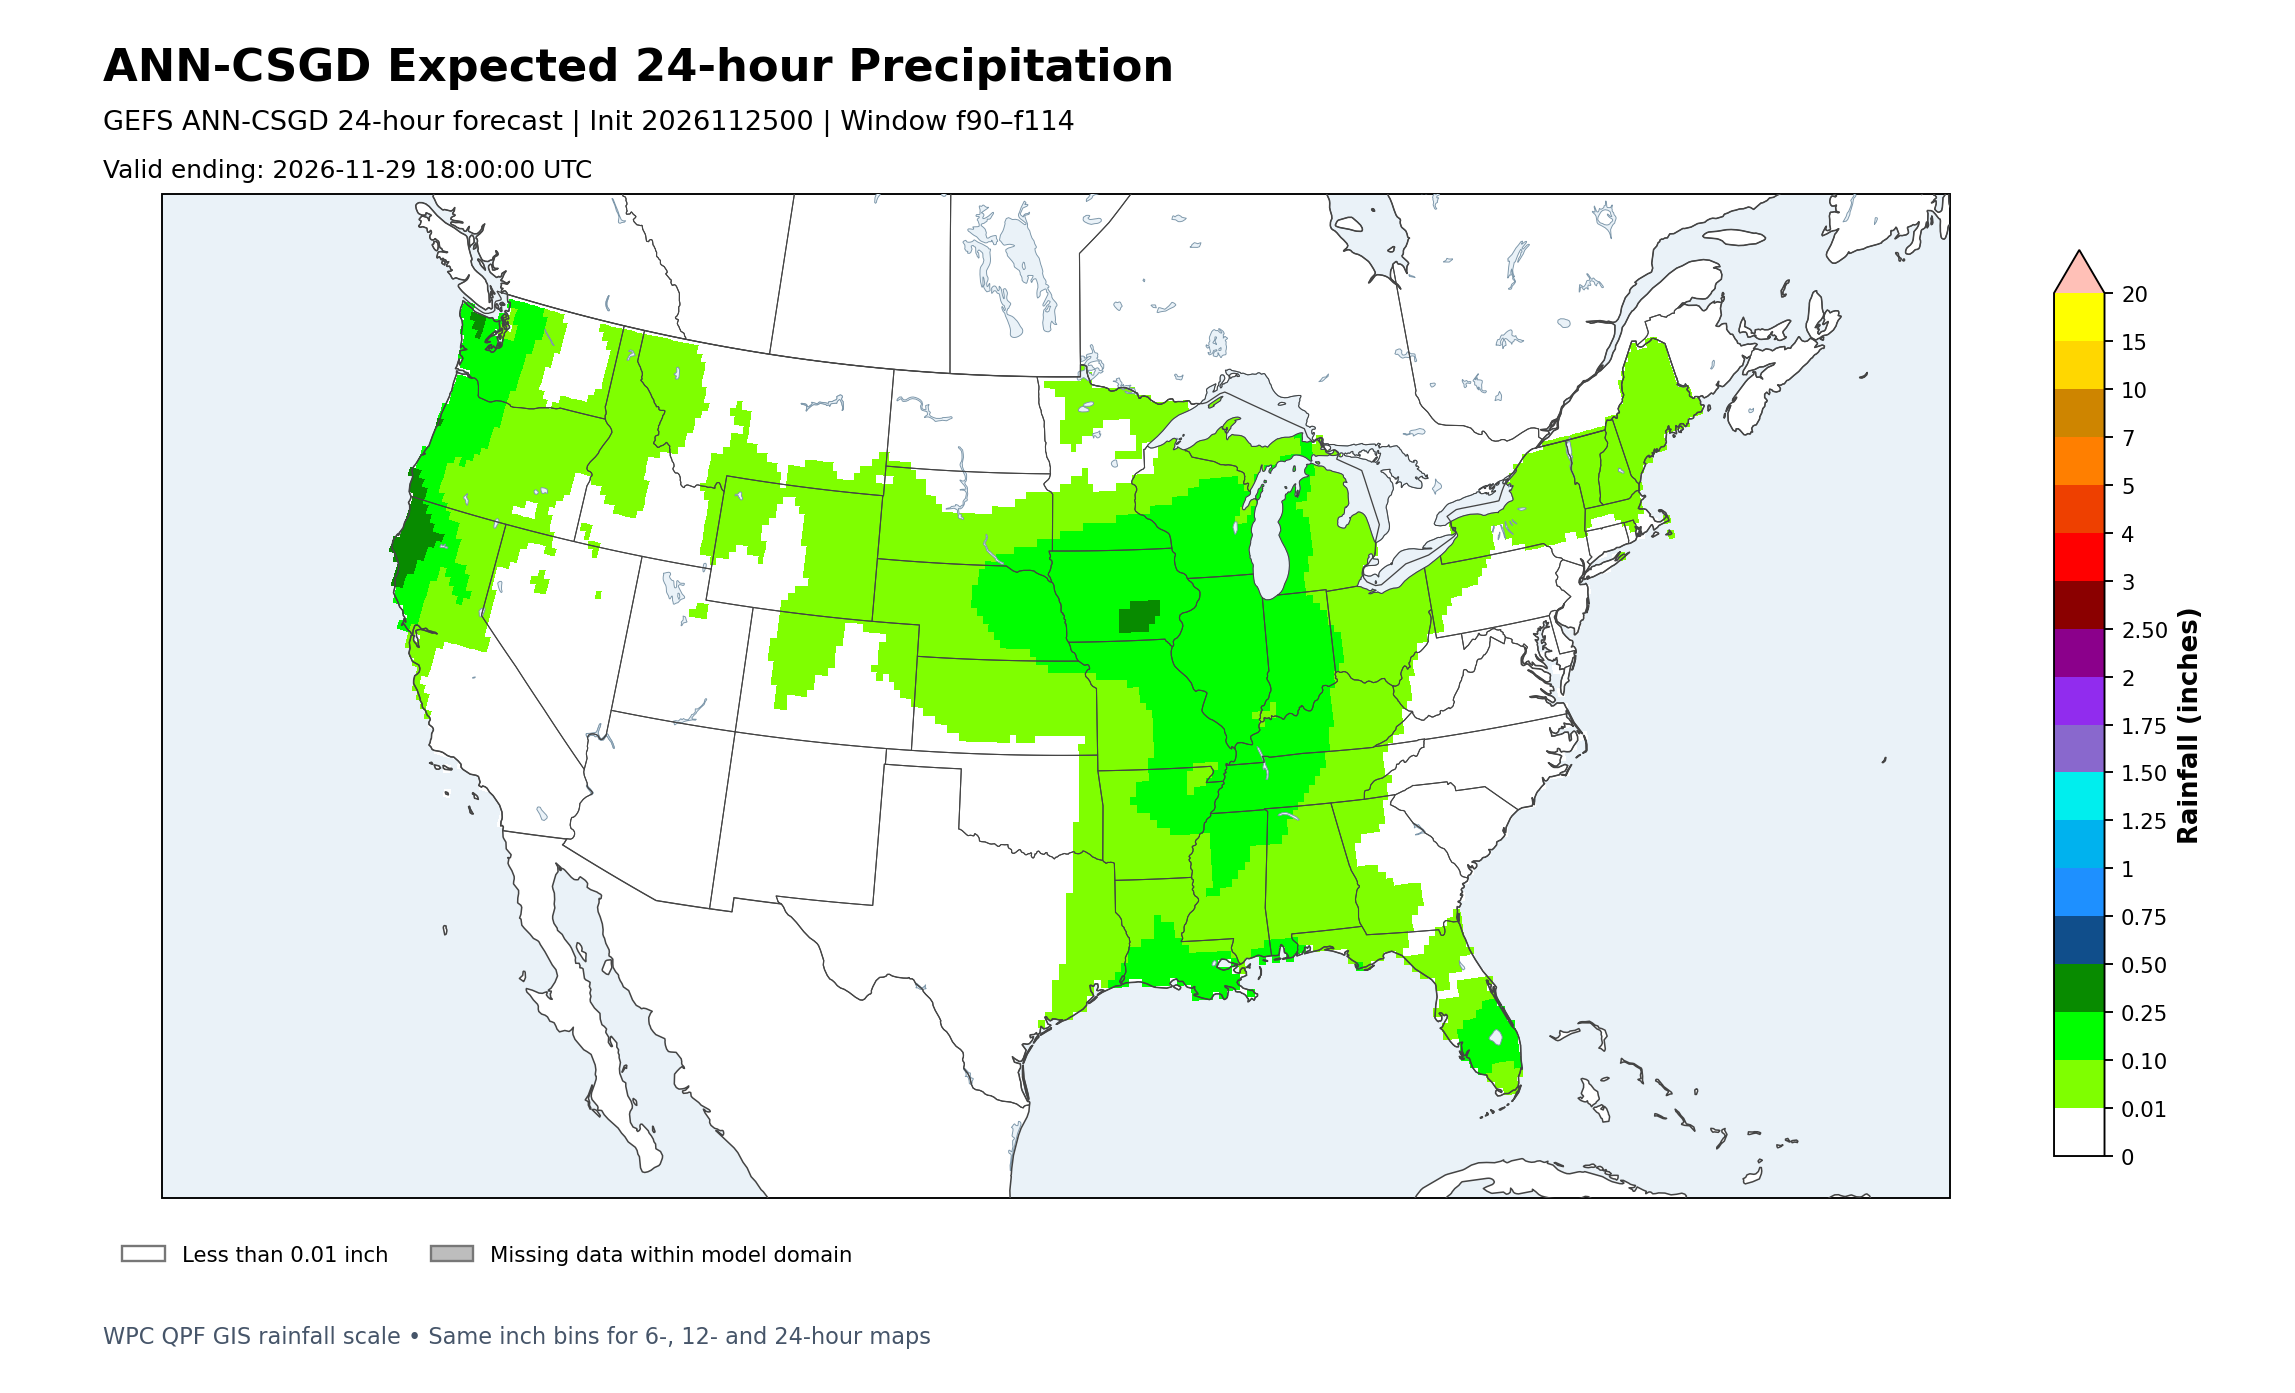 ANN-CSGD Expected 24-hour Precipitation
GEFS ANN-CSGD 24-hour forecast | Init 2026112500 | Window f90–f114
Valid ending: 2026-11-29 18:00:00 UTC
20
15
10
7
5
4
3
2.50
2
1.75
1.50
1.25
1
0.75
0.50
0.25
0.10
0.01
0
Rainfall (inches)
Less than 0.01 inch
Missing data within model domain
WPC QPF GIS rainfall scale • Same inch bins for 6-, 12- and 24-hour maps